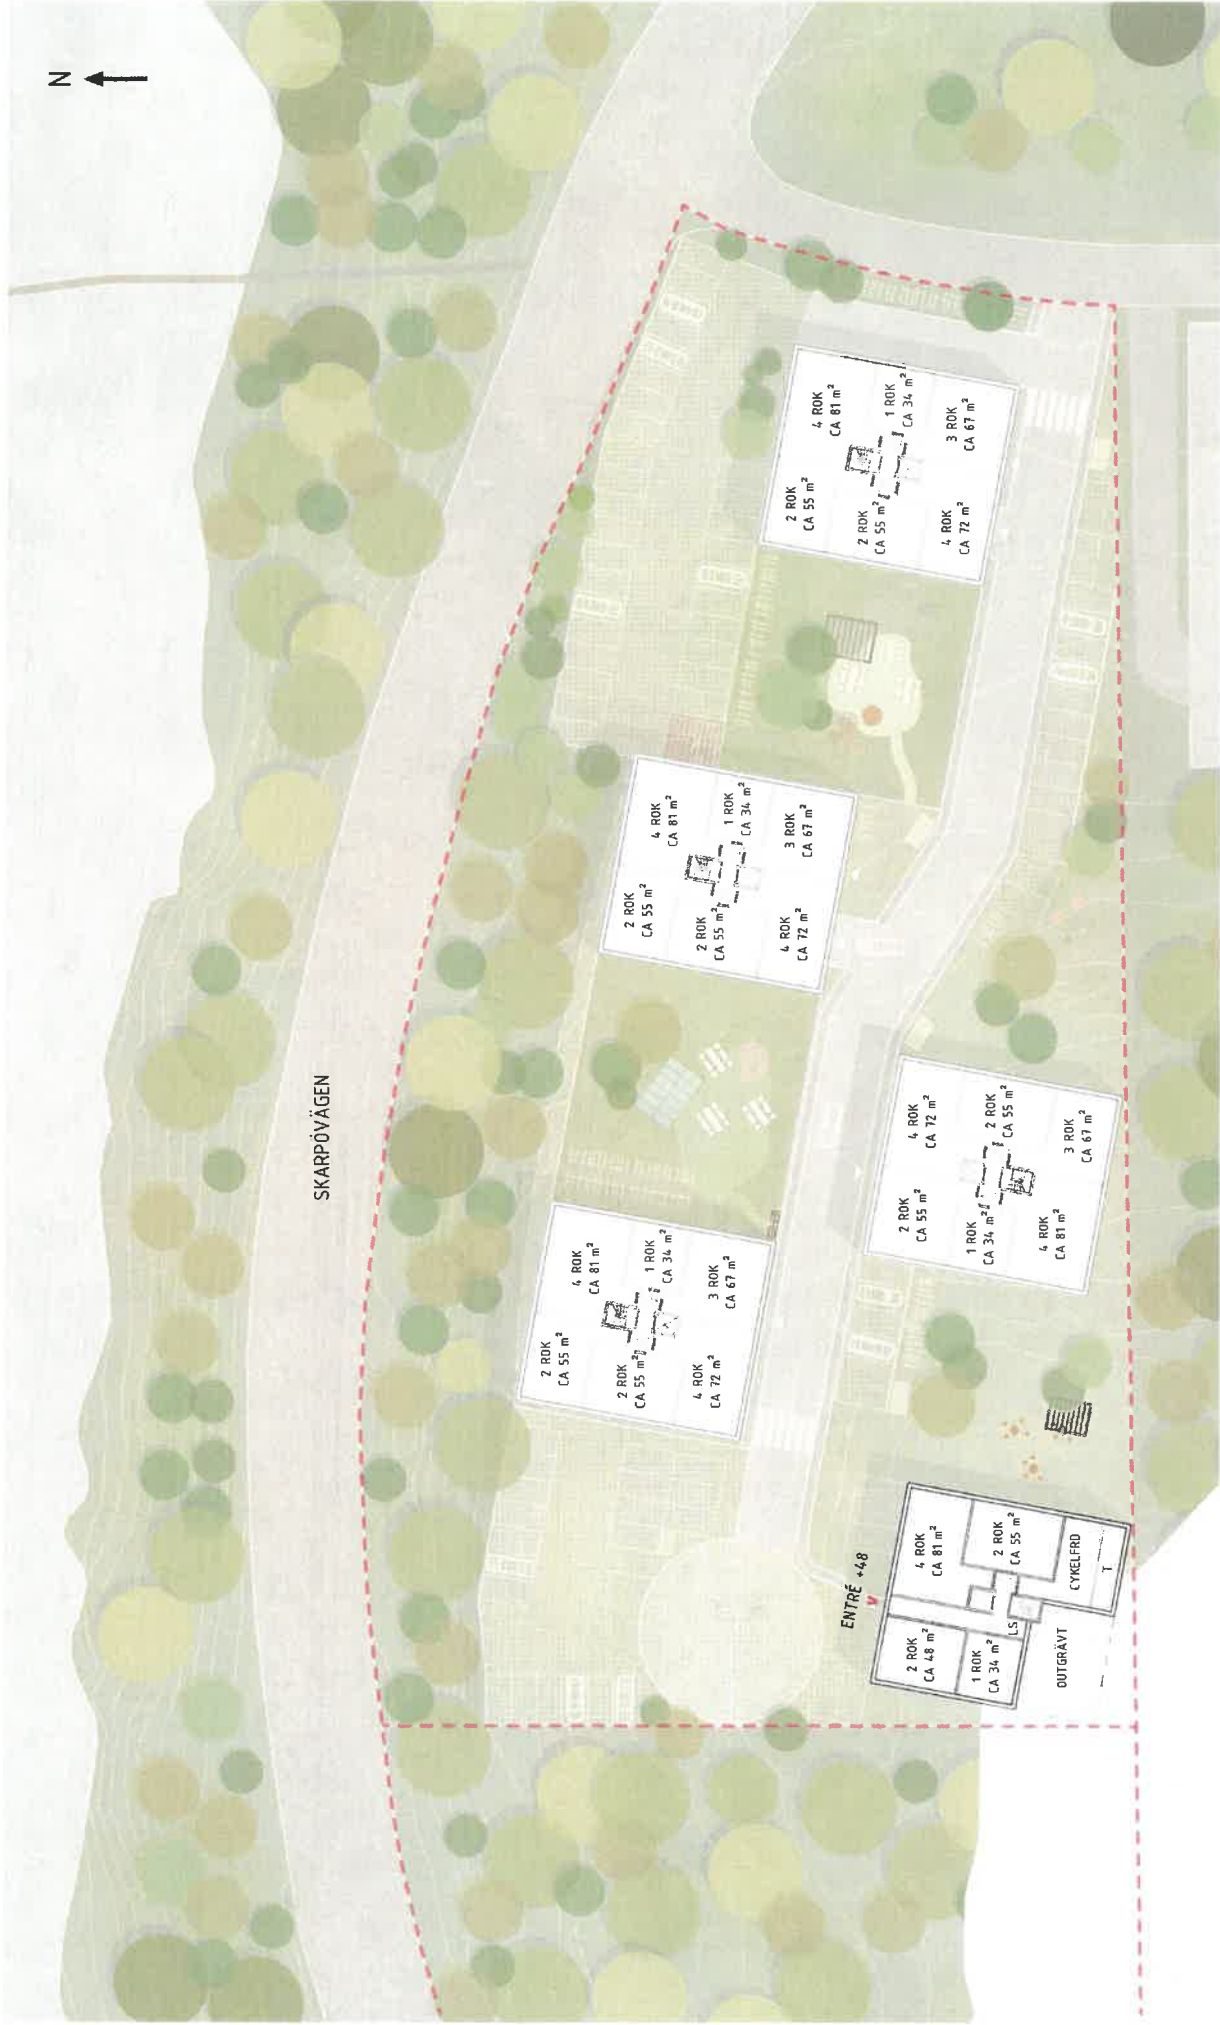 N
SKARPÖVÄGEN
2 ROK
CA 55 m²
4 ROK
CA 81 m²
2 ROK
CA 55 m²
1 ROK
CA 34 m²
4 ROK
CA 72 m²
3 ROK
CA 67 m²
2 ROK
CA 55 m²
4 ROK
CA 81 m²
2 ROK
CA 55 m²
1 ROK
CA 34 m²
4 ROK
CA 72 m²
3 ROK
CA 67 m²
2 ROK
CA 55 m²
4 ROK
CA 81 m²
2 ROK
CA 55 m²
1 ROK
CA 34 m²
4 ROK
CA 72 m²
3 ROK
CA 67 m²
2 ROK
CA 55 m²
4 ROK
CA 72 m²
1 ROK
CA 34 m²
2 ROK
CA 55 m²
4 ROK
CA 81 m²
3 ROK
CA 67 m²
ENTRÉ +48
2 ROK
CA 48 m²
4 ROK
CA 81 m²
1 ROK
CA 34 m²
LS
2 ROK
CA 55 m²
OUTGRÄVT
CYKELFRD
T